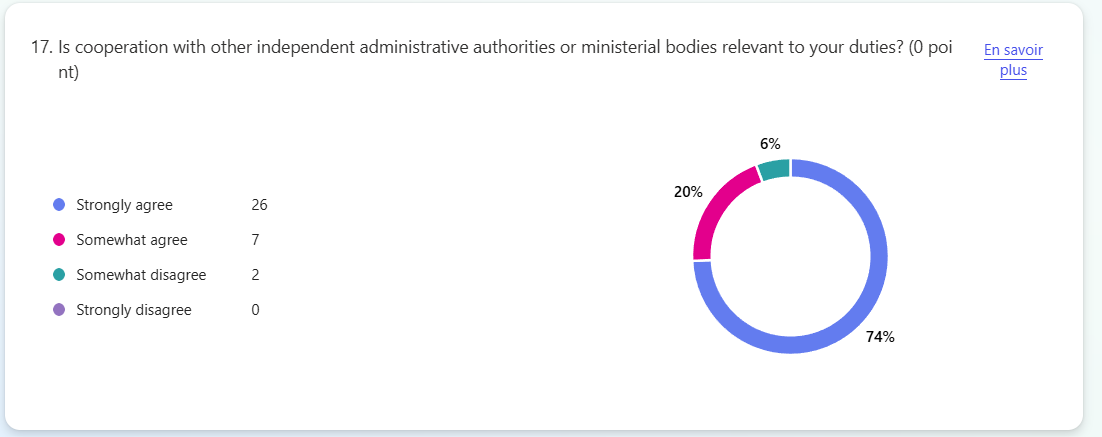 17. Is cooperation with other independent administrative authorities or ministerial bodies relevant to your duties? (0 poi
nt)
En savoir
plus
Strongly agree 26
Somewhat agree 7
Somewhat disagree 2
Strongly disagree 0
6%
20%
74%